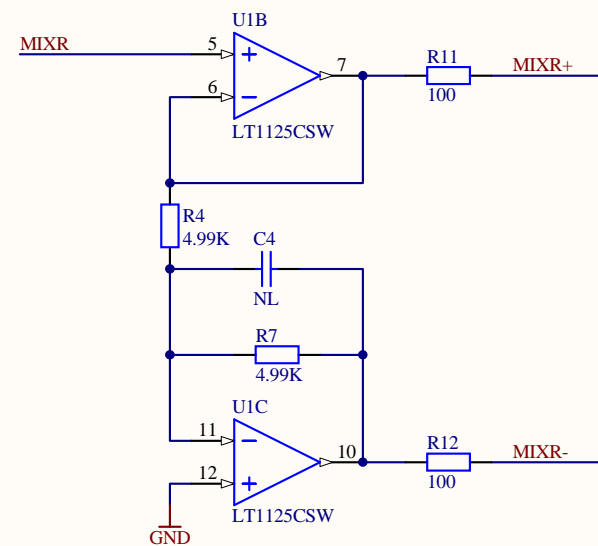 U1B
MIXR
5
+
7
R11
MIXR+
6
−
100
LT1125CSW
R4
4.99K
C4
NL
R7
4.99K
U1C
11
−
10
R12
MIXR-
12
+
100
LT1125CSW
GND